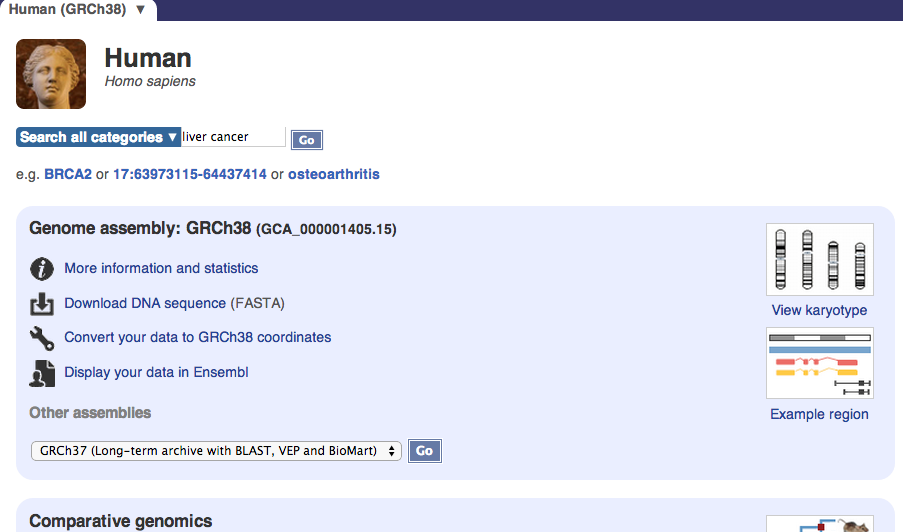 Human (GRCh38) ▼
Human
Homo sapiens
Search all categories ▼ liver cancer Go
e.g. BRCA2 or 17:63973115-64437414 or osteoarthritis
Genome assembly: GRCh38 (GCA_000001405.15)
More information and statistics
Download DNA sequence (FASTA)
Convert your data to GRCh38 coordinates
Display your data in Ensembl
View karyotype
Example region
Other assemblies
GRCh37 (Long-term archive with BLAST, VEP and BioMart) Go
Comparative genomics